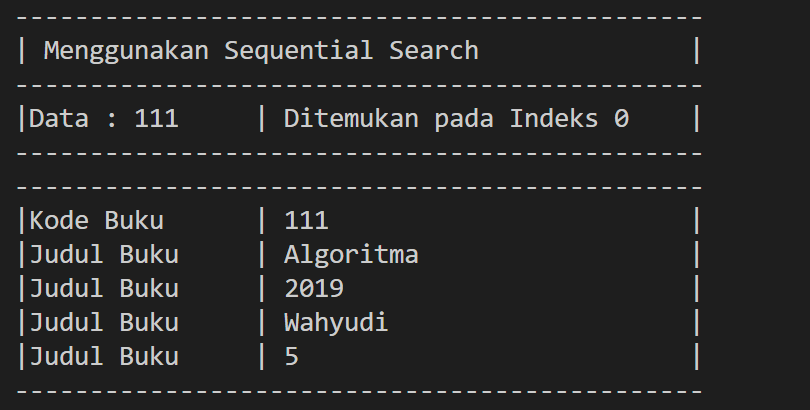 ----------------------------------------------
| Menggunakan Sequential Search              |
----------------------------------------------
|Data : 111     | Ditemukan pada Indeks 0    |
----------------------------------------------
----------------------------------------------
|Kode Buku      | 111                        |
|Judul Buku     | Algoritma                  |
|Judul Buku     | 2019                       |
|Judul Buku     | Wahyudi                    |
|Judul Buku     | 5                          |
----------------------------------------------